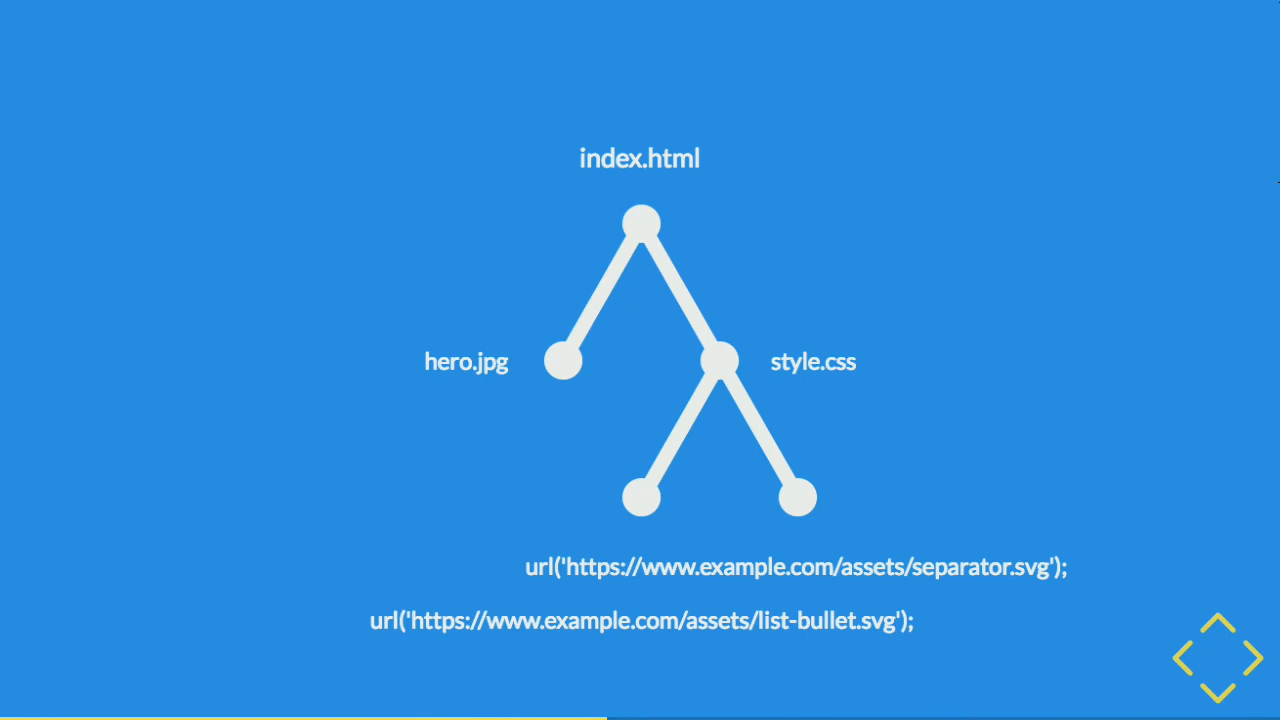 index.html
hero.jpg
style.css
url('https://www.example.com/assets/separator.svg');
url('https://www.example.com/assets/list-bullet.svg');